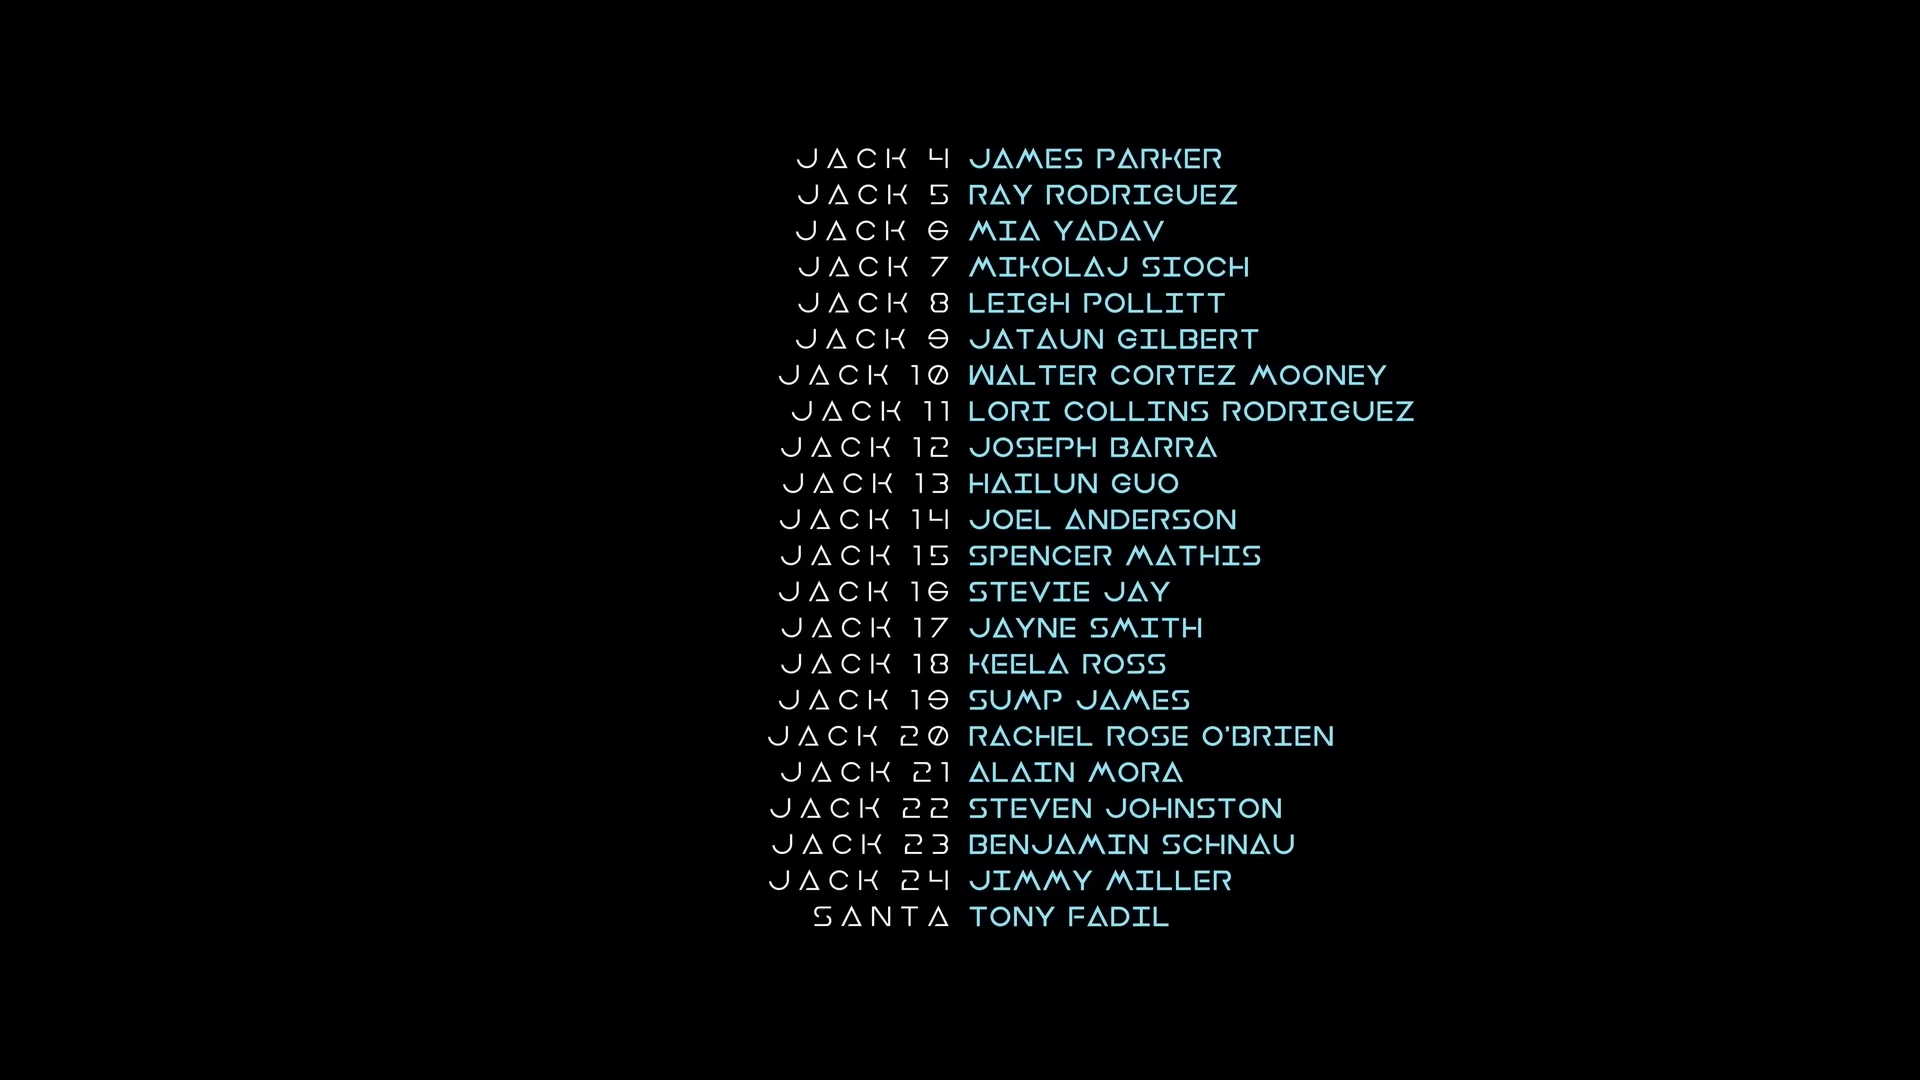 JACK 4 JAMES PARKER
JACK 5 RAY RODRIGUEZ
JACK 6 MIA YADAV
JACK 7 MIKOLAJ SIOCH
JACK 8 LEIGH POLLITT
JACK 9 JATAUN GILBERT
JACK 10 WALTER CORTEZ MOONEY
JACK 11 LORI COLLINS RODRIGUEZ
JACK 12 JOSEPH BARRA
JACK 13 HAILUN GUO
JACK 14 JOEL ANDERSON
JACK 15 SPENCER MATHIS
JACK 16 STEVIE JAY
JACK 17 JAYNE SMITH
JACK 18 KEELA ROSS
JACK 19 SUMP JAMES
JACK 20 RACHEL ROSE O'BRIEN
JACK 21 ALAIN MORA
JACK 22 STEVEN JOHNSTON
JACK 23 BENJAMIN SCHNAU
JACK 24 JIMMY MILLER
SANTA TONY FADIL